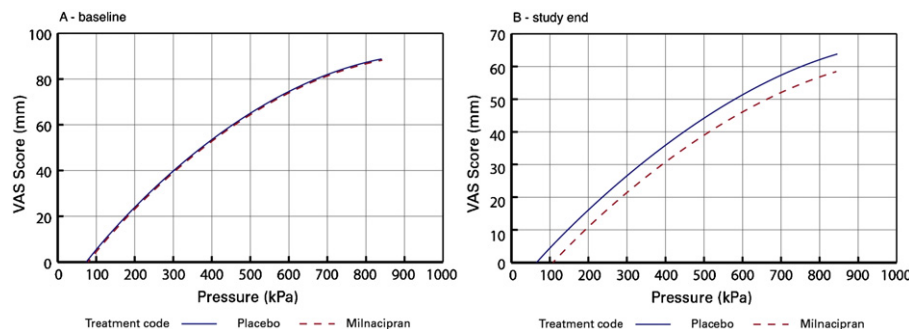 A - baseline
VAS Score (mm)
100
80
60
40
20
0
0 100 200 300 400 500 600 700 800 900 1000
Pressure (kPa)
Treatment code Placebo Milnacipran
B - study end
VAS Score (mm)
70
60
50
40
30
20
10
0
0 100 200 300 400 500 600 700 800 900 1000
Pressure (kPa)
Treatment code Placebo Milnacipran